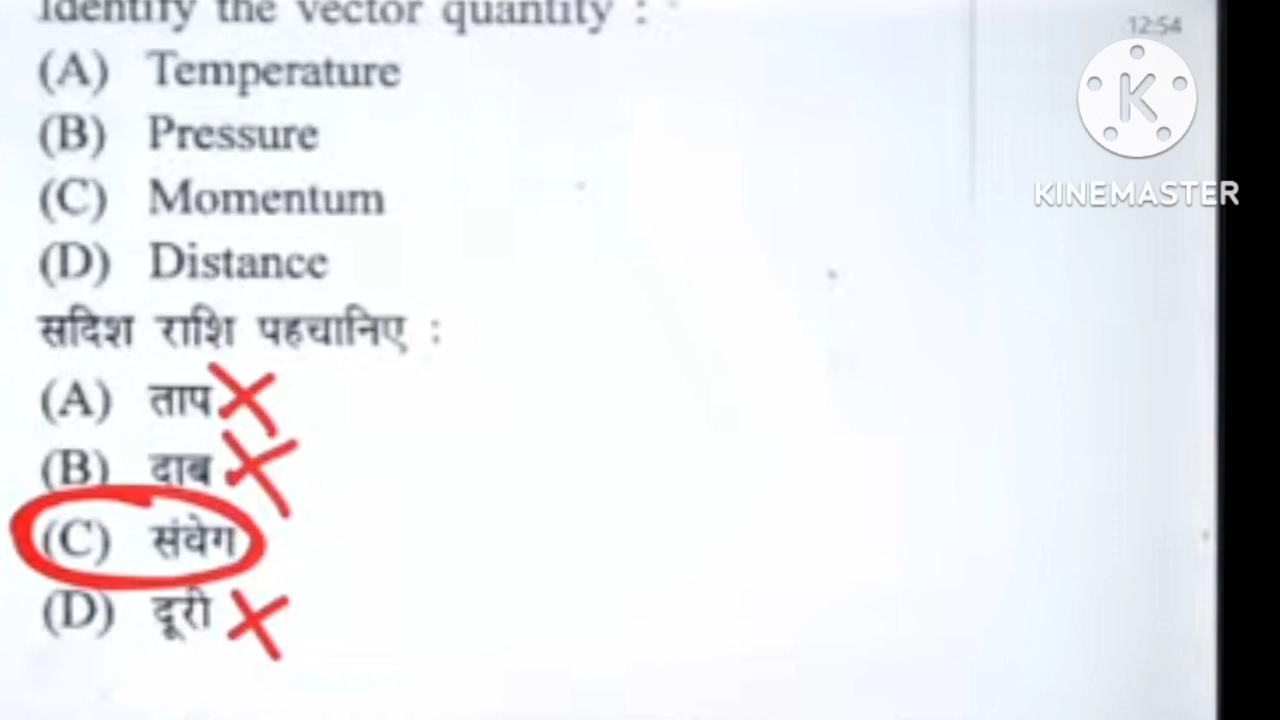 Identify the vector quantity :
(A) Temperature
(B) Pressure
(C) Momentum
(D) Distance
सदिश राशि पहचानिए :
(A) ताप
(B) दाब
(C) संवेग
(D) दूरी
12:54
K
KINEMASTER